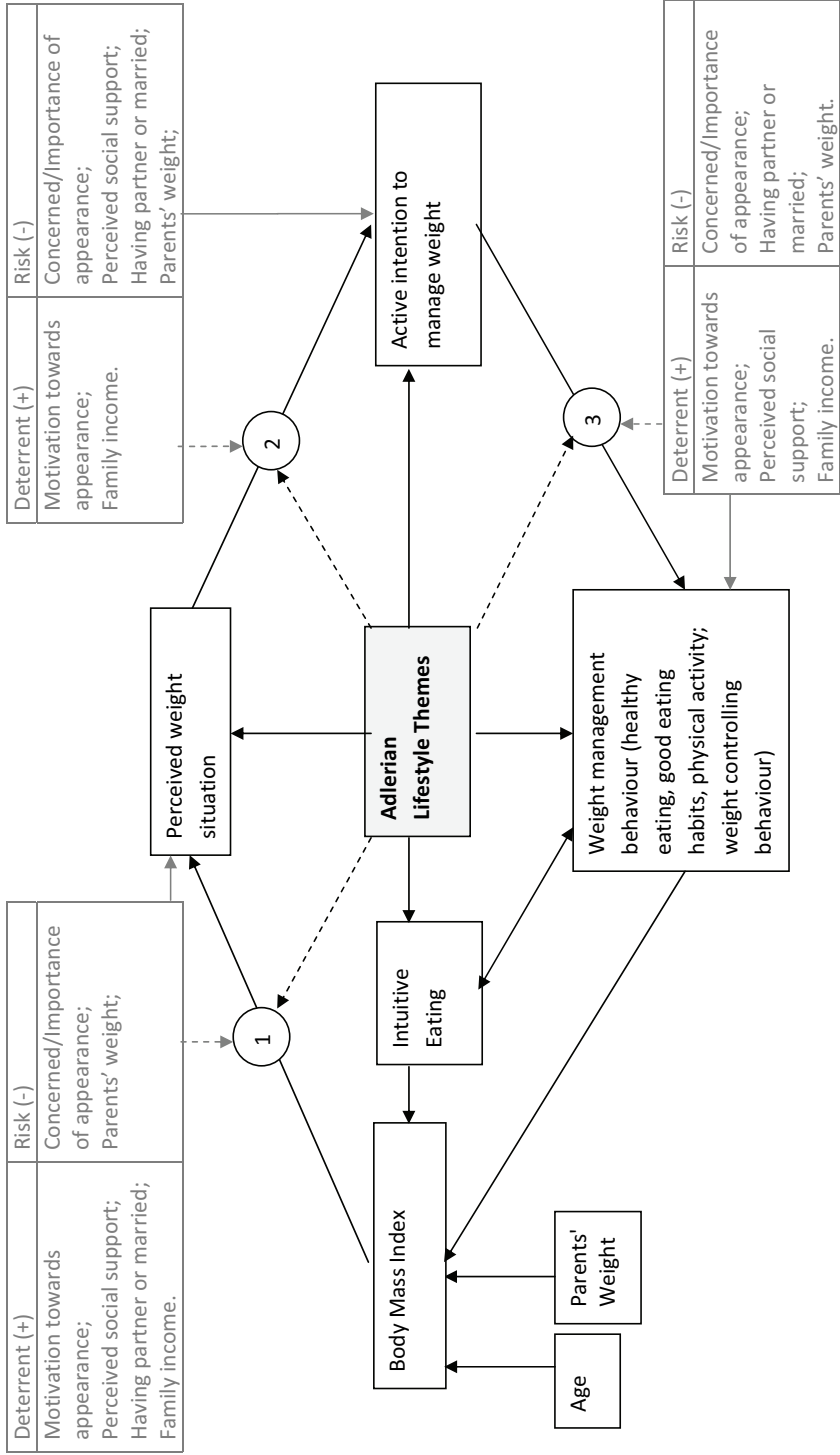 Deterrent (+)
Risk (-)
Motivation towards
appearance;
Perceived social support;
Having partner or married;
Family income.
Concerned/Importance
of appearance;
Parents’ weight;
Deterrent (+)
Risk (-)
Motivation towards
appearance;
Family income.
Concerned/Importance of
appearance;
Perceived social support;
Having partner or married;
Parents’ weight;
1
Perceived weight
situation
2
Body Mass Index
Intuitive
Eating
Adlerian
Lifestyle Themes
Active intention to
manage weight
Age
Parents'
Weight
Weight management
behaviour (healthy
eating, good eating
habits, physical activity;
weight controlling
behaviour)
3
Deterrent (+)
Risk (-)
Motivation towards
appearance;
Perceived social
support;
Family income.
Concerned/Importance
of appearance;
Having partner or
married;
Parents’ weight.